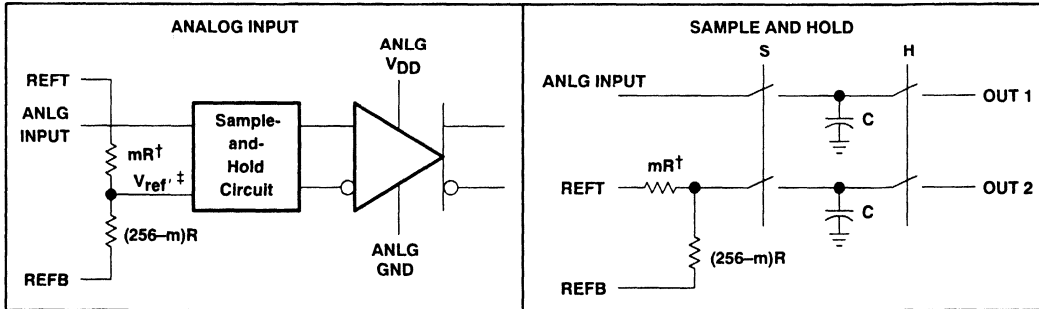 ANALOG INPUT
REFT
ANLG
INPUT
mR†
Vref′ ‡
(256–m)R
REFB
Sample-
and-
Hold
Circuit
ANLG
VDD
ANLG
GND
SAMPLE AND HOLD
S
H
ANLG INPUT
OUT 1
C
mR†
REFT
OUT 2
C
(256–m)R
REFB